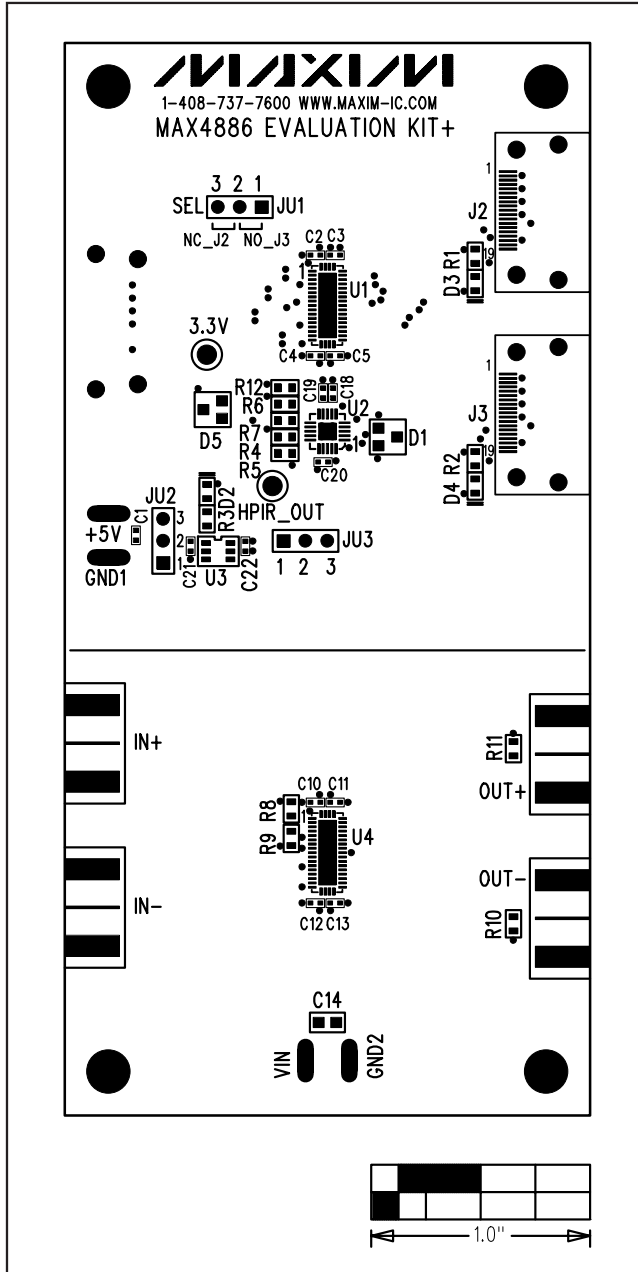 MAXIM
1-408-737-7600 WWW.MAXIM-IC.COM
MAX4886 EVALUATION KIT+
3 2 1
SEL JU1
NC_J2 NO_J3
C2 C3
1
U1
C4 C5
1
J2
19
R1
D3
3.3V
1
J3
19
R2
D4
C19 C18
R12
R6
R7
R4
R5
U2
1
D5
D1
C20
HPIR_OUT
JU2
3
2
1
R3 D2
C1
+5V
GND1
C21
U3
C22
JU3
1 2 3
IN+
IN-
R11
OUT+
OUT-
R10
C10 C11
R8
R9
1
U4
C12 C13
C14
VIN
GND2
1.0"